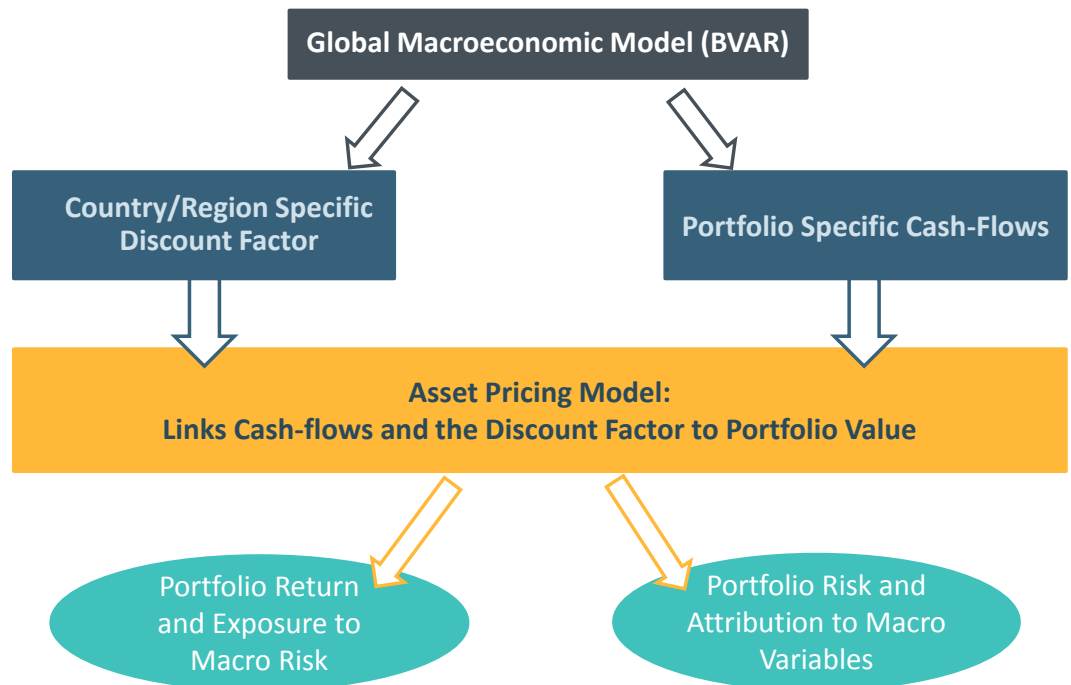 Global Macroeconomic Model (BVAR)
Country/Region Specific
Discount Factor
Portfolio Specific Cash-Flows
Asset Pricing Model:
Links Cash-flows and the Discount Factor to Portfolio Value
Portfolio Return
and Exposure to
Macro Risk
Portfolio Risk and
Attribution to Macro
Variables